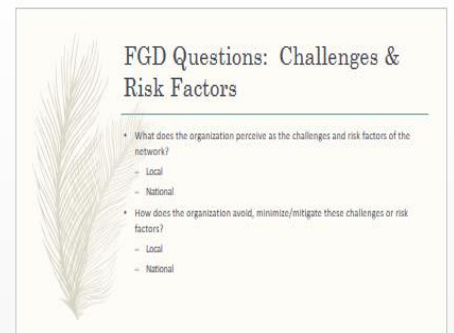 FGD Questions: Challenges &
Risk Factors
• What does the organization perceive as the challenges and risk factors of the
network?
– Local
– National
• How does the organization avoid, minimize/mitigate these challenges or risk
factors?
– Local
– National